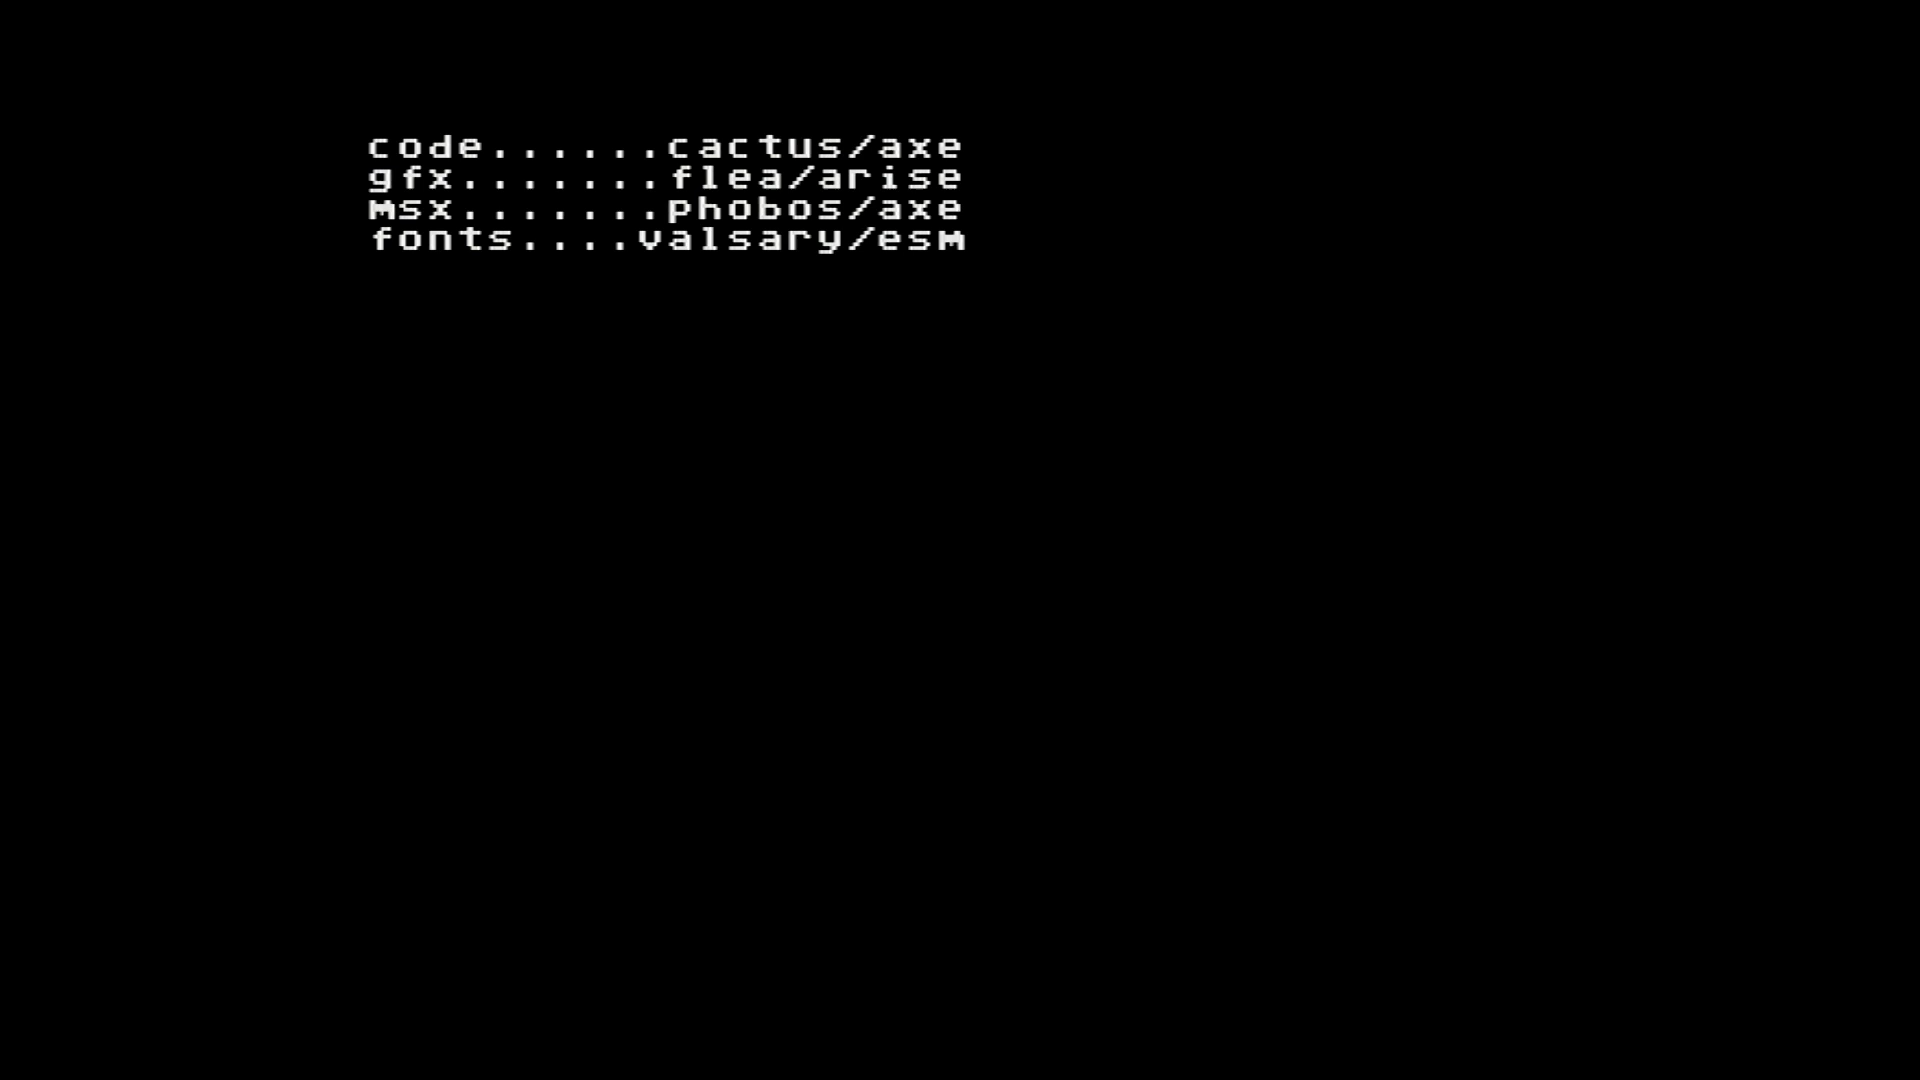 code......cactus/axe
gfx.......flea/arise
msx.......phobos/axe
fonts....valsary/esm